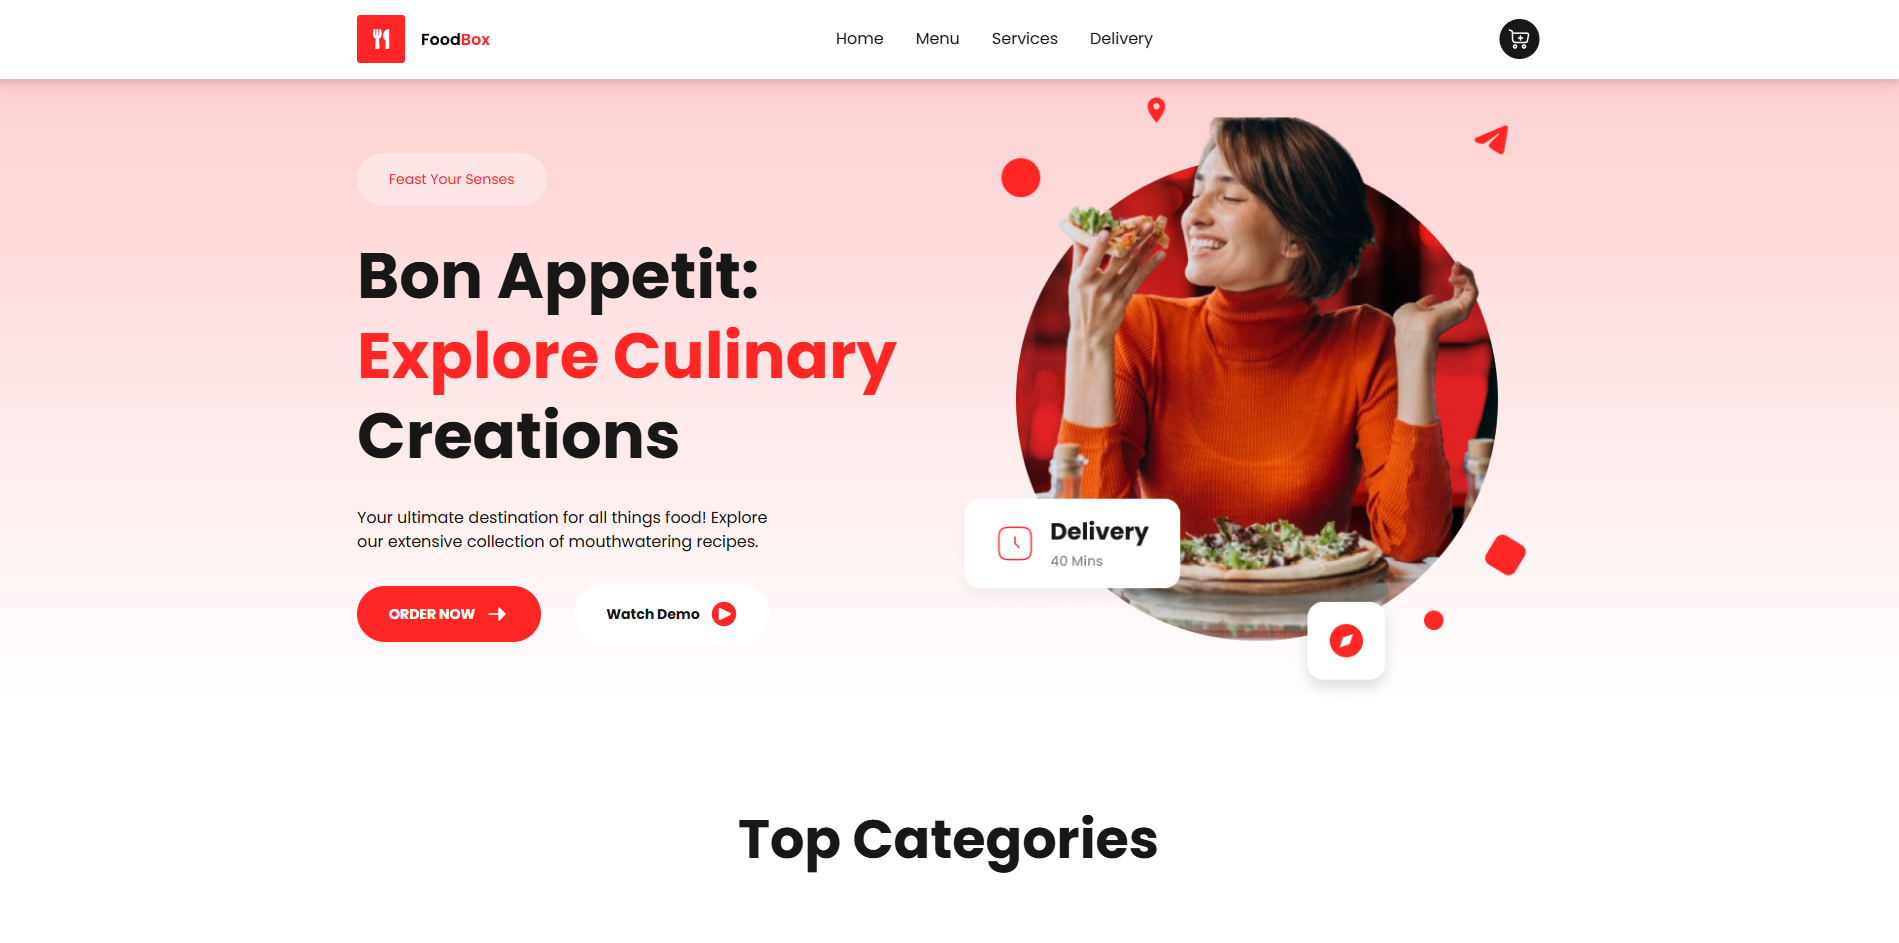 FoodBox
Home
Menu
Services
Delivery
Feast Your Senses
Bon Appetit:
Explore Culinary
Creations
Your ultimate destination for all things food! Explore
our extensive collection of mouthwatering recipes.
ORDER NOW
Watch Demo
Delivery
40 Mins
Top Categories